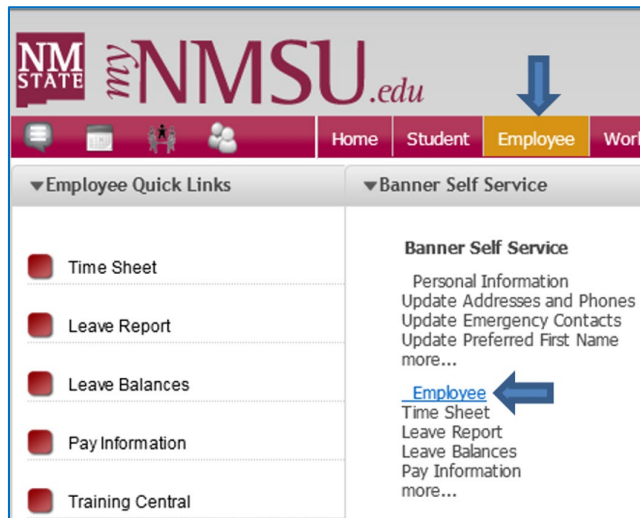 NM
STATE
myNMSU.edu
Home Student Employee Work
Employee Quick Links
Time Sheet
Leave Report
Leave Balances
Pay Information
Training Central
Banner Self Service
Banner Self Service
Personal Information
Update Addresses and Phones
Update Emergency Contacts
Update Preferred First Name
more...
Employee
Time Sheet
Leave Report
Leave Balances
Pay Information
more...